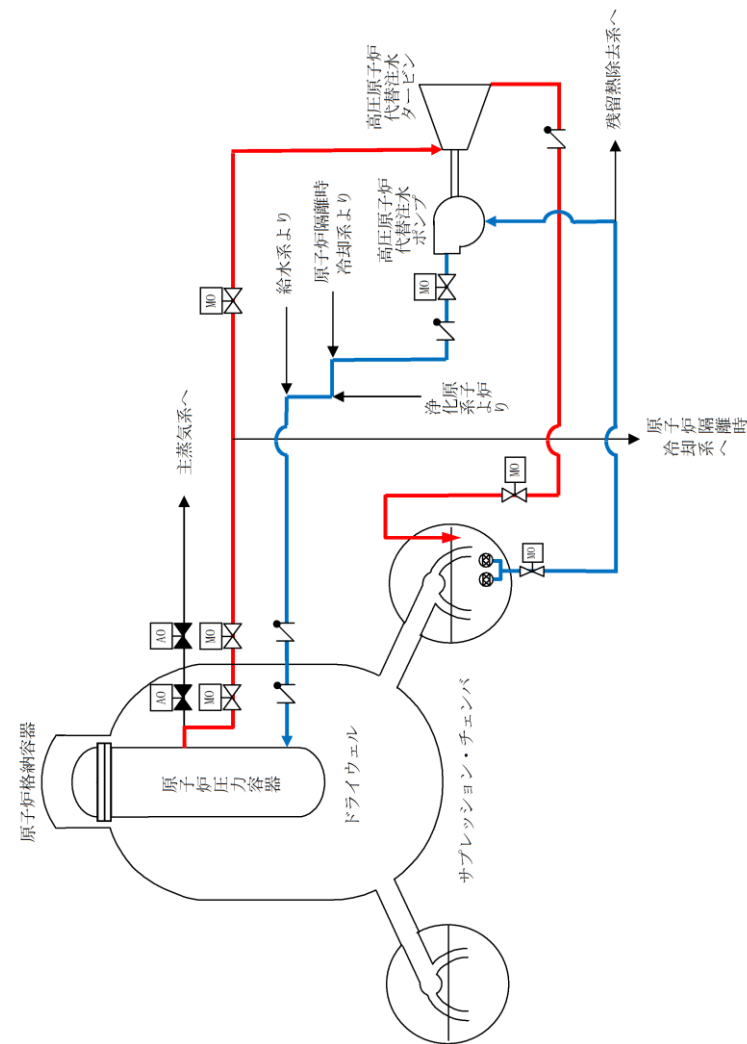 原子炉格納容器
原子炉圧力容器
ドライウェル
サプレッション・チェンバ
AO
AO
主蒸気系へ
MO
MO
MO
給水系より
原子炉隔離時
冷却系より
浄化系より
原子炉
高圧原子炉
代替注水
タービン
高圧原子炉
代替注水
ポンプ
MO
MO
MO
原子炉隔離時
冷却系へ
残留熱除去系へ